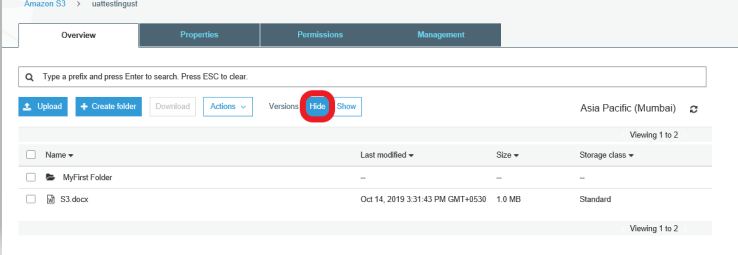 Amazon S3 > uattestingust
Overview Properties Permissions Management
Type a prefix and press Enter to search. Press ESC to clear.
Upload + Create folder Download Actions Versions Hide Show Asia Pacific (Mumbai)
Viewing 1 to 2
Name Last modified Size Storage class
MyFirst Folder -- -- --
S3.docx Oct 14, 2019 3:31:43 PM GMT+0530 1.0 MB Standard
Viewing 1 to 2